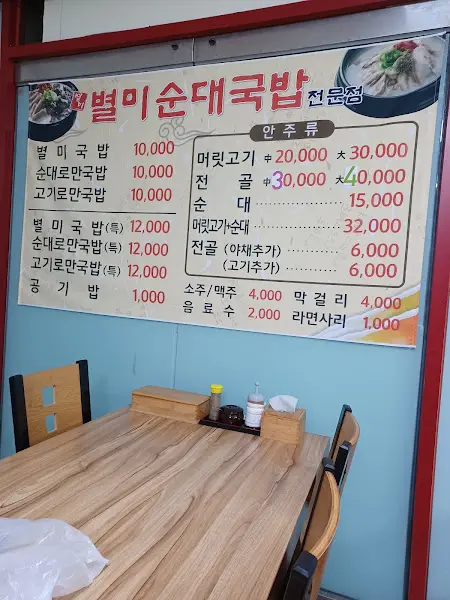 별미순대국밥 전문점
별미국밥 10,000
순대로만국밥 10,000
고기로만국밥 10,000
별미국밥(특) 12,000
순대로만국밥(특) 12,000
고기로만국밥(특) 12,000
공기밥 1,000
안주류
머릿고기 中 20,000 大 30,000
전골 中 30,000 大 40,000
순대 15,000
머릿고기+순대 32,000
전골 (야채추가) 6,000
(고기추가) 6,000
소주/맥주 4,000 막걸리 4,000
음료수 2,000 라면사리 1,000